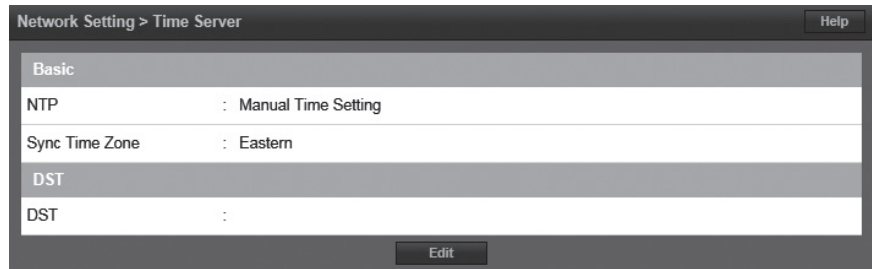 Network Setting > Time Server Help
Basic
NTP : Manual Time Setting
Sync Time Zone : Eastern
DST
DST :
Edit